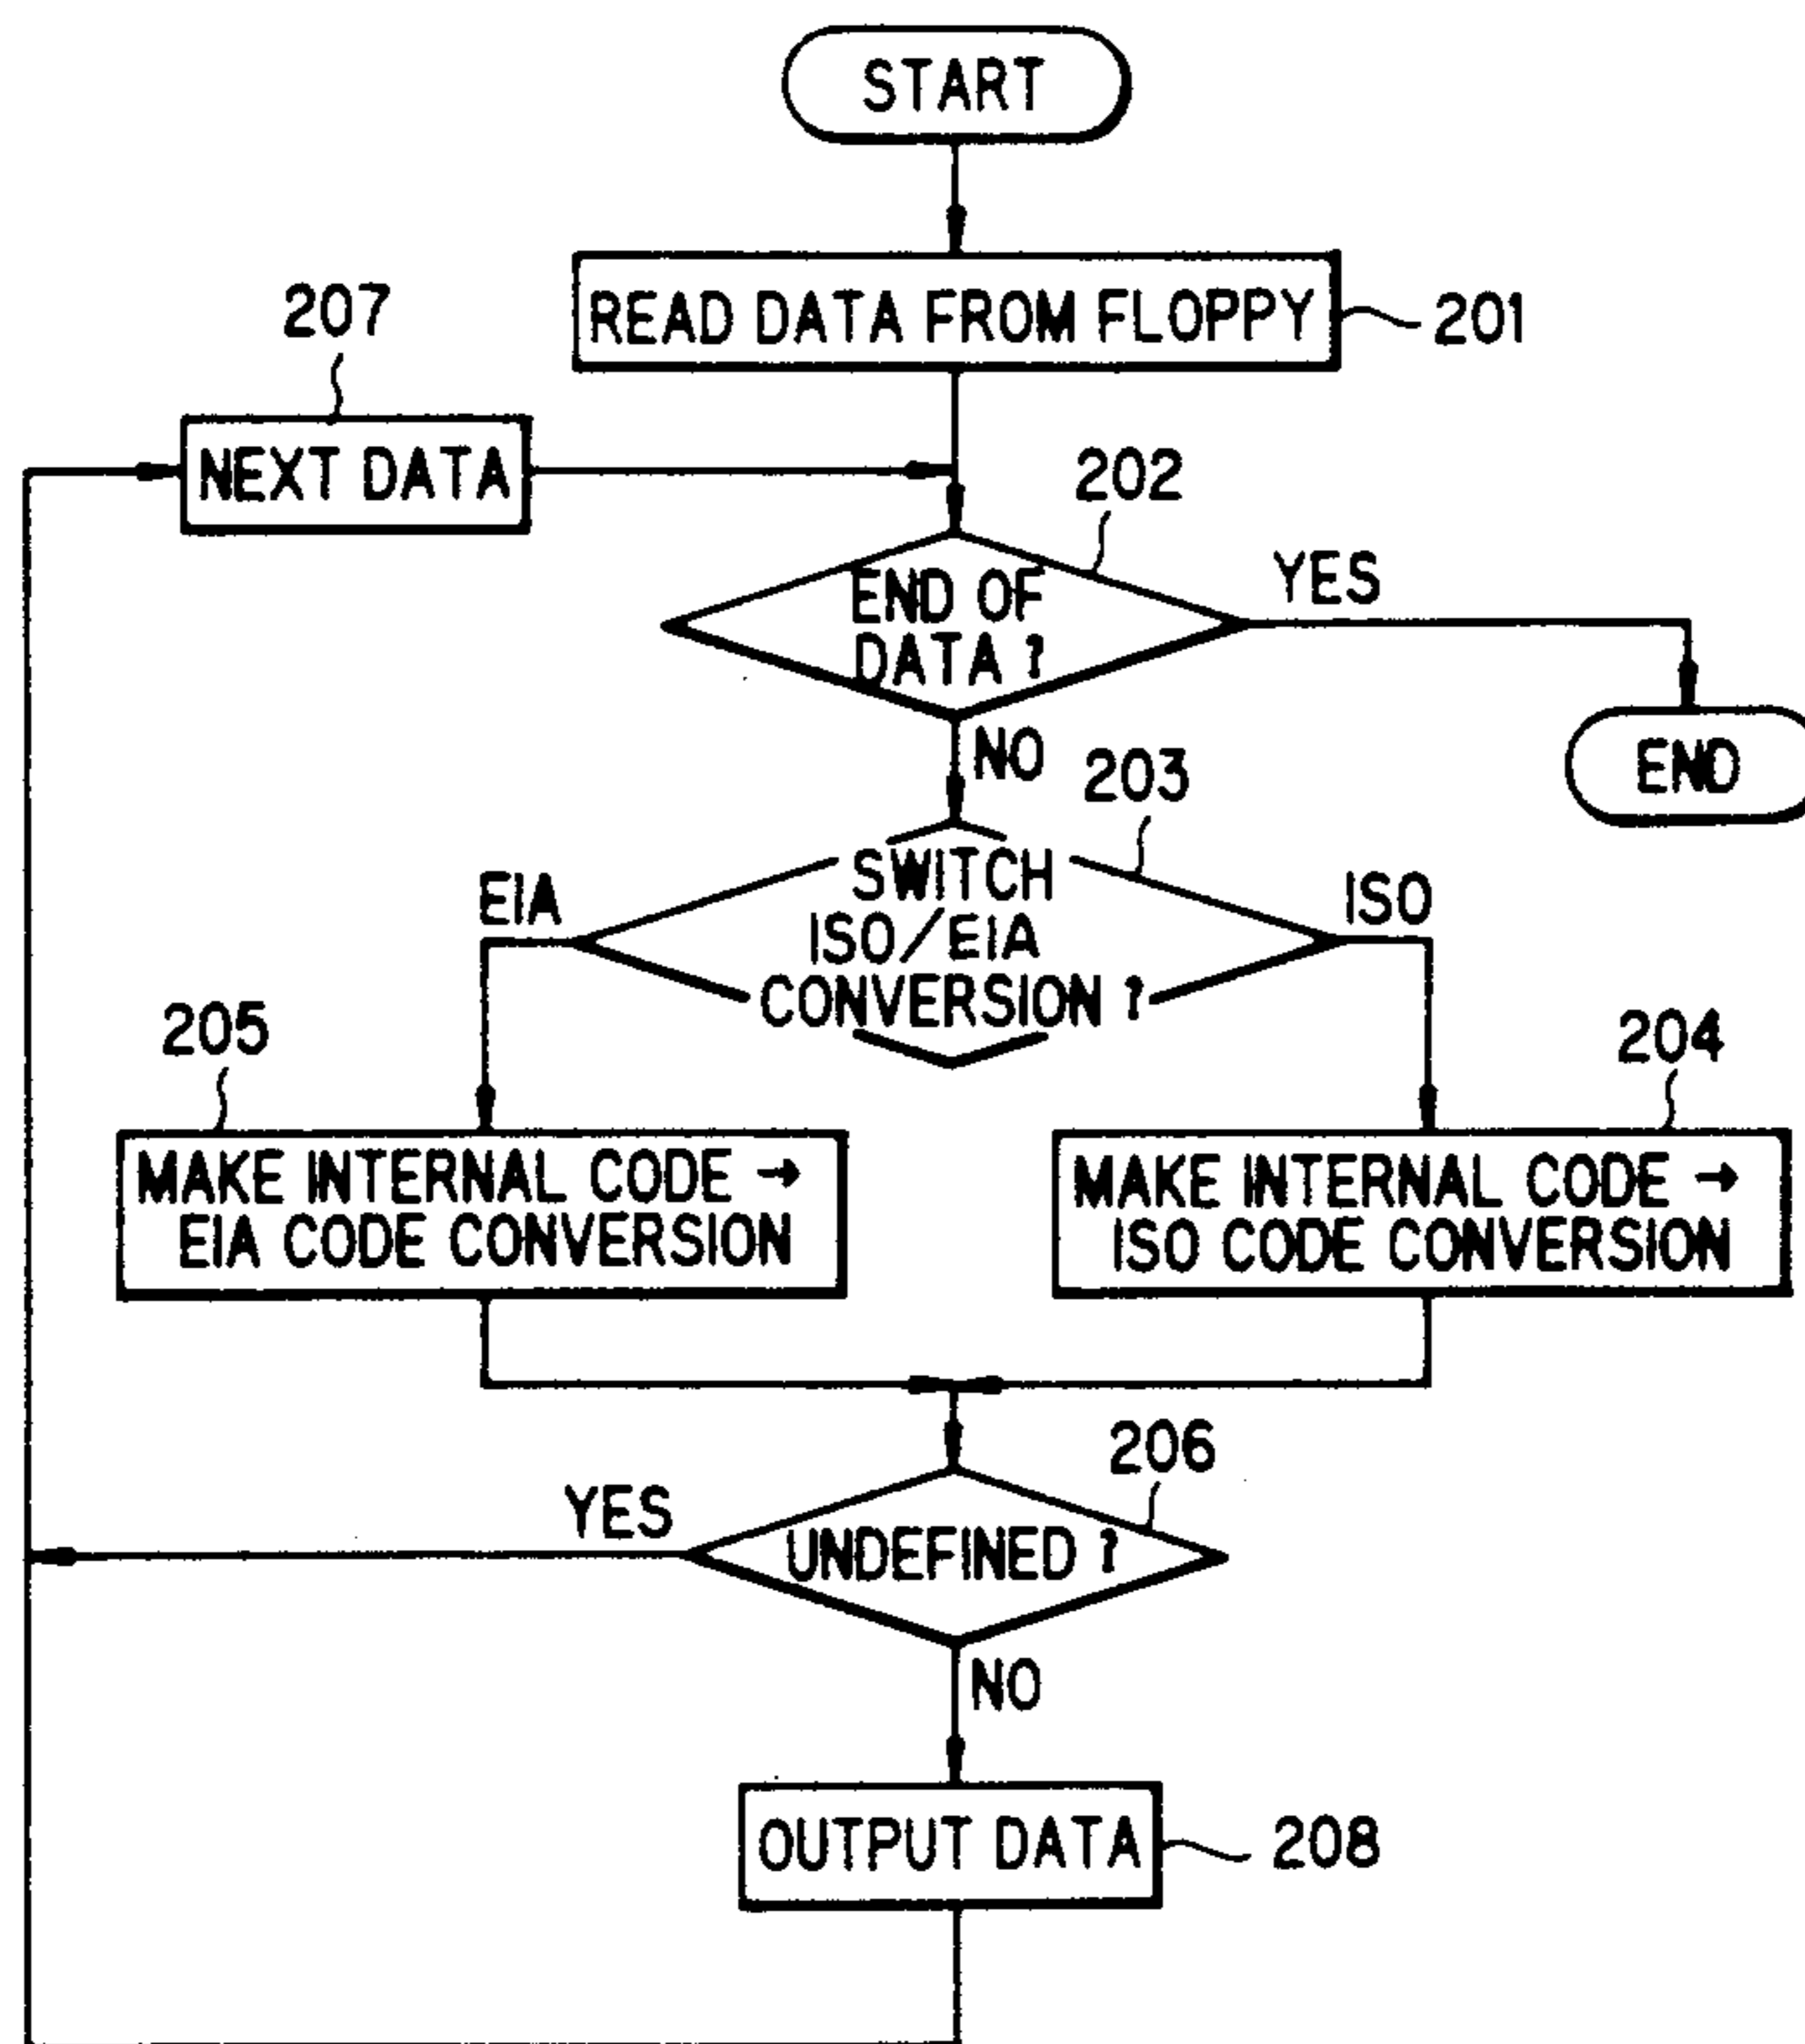 START
READ DATA FROM FLOPPY
201
207
NEXT DATA
202
END OF
DATA ?
YES
NO
END
203
SWITCH
ISO/EIA
CONVERSION ?
EIA
ISO
205
204
MAKE INTERNAL CODE →
EIA CODE CONVERSION
MAKE INTERNAL CODE →
ISO CODE CONVERSION
206
YES
UNDEFINED ?
NO
OUTPUT DATA
208